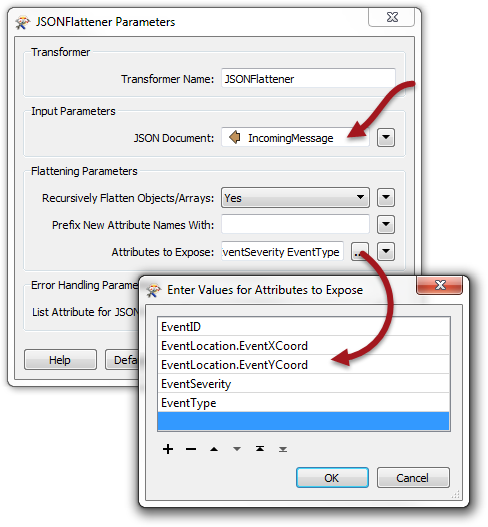 JSONFlattener Parameters
Transformer
Transformer Name: JSONFlattener
Input Parameters
JSON Document: IncomingMessage
Flattening Parameters
Recursively Flatten Objects/Arrays: Yes
Prefix New Attribute Names With:
Attributes to Expose: ventSeverity EventType ...
Error Handling Parame
List Attribute for JSON
Help Defa
Enter Values for Attributes to Expose
EventID
EventLocation.EventXCoord
EventLocation.EventYCoord
EventSeverity
EventType
OK Cancel